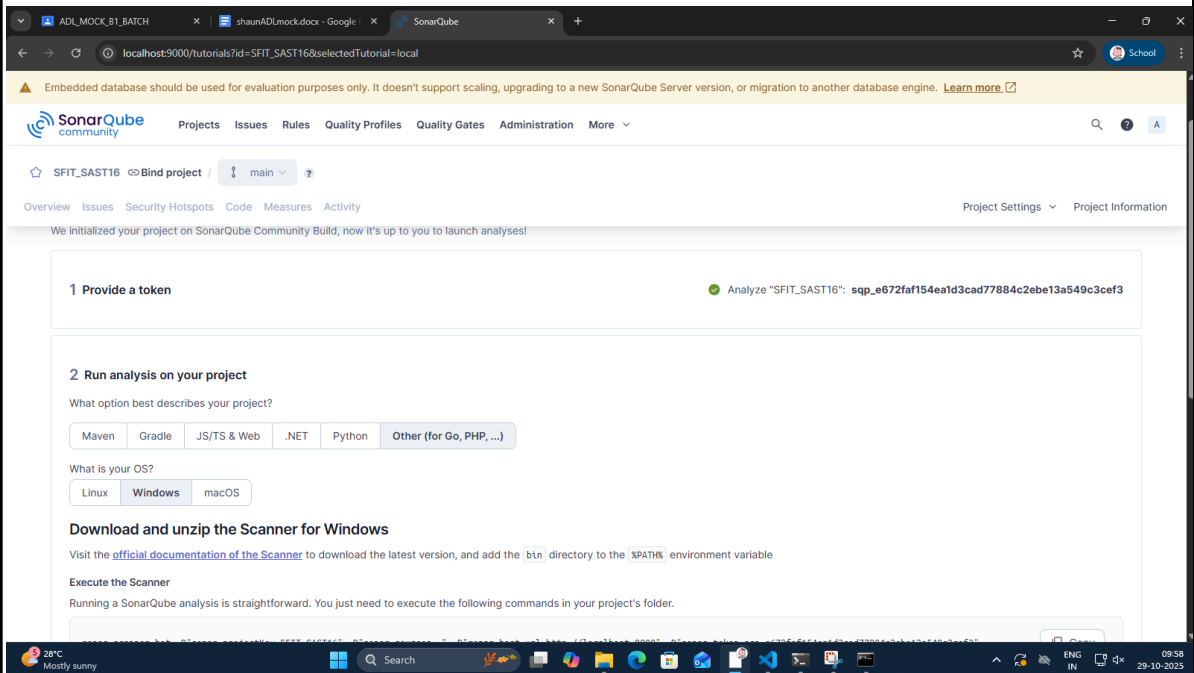 ADL_MOCK_B1_BATCH
shaunADLmock.docx - Google
SonarQube
localhost:9000/tutorials?id=SFIT_SAST16&selectedTutorial=local
School
Embedded database should be used for evaluation purposes only. It doesn't support scaling, upgrading to a new SonarQube Server version, or migration to another database engine. Learn more
SonarQube
community
Projects Issues Rules Quality Profiles Quality Gates Administration More
A
SFIT_SAST16 Bind project / main ?
Overview Issues Security Hotspots Code Measures Activity
Project Settings Project Information
We initialized your project on SonarQube Community Build, now it's up to you to launch analyses!
1 Provide a token
Analyze "SFIT_SAST16": sqp_e672faf154ea1d3cad77884c2ebe13a549c3cef3
2 Run analysis on your project
What option best describes your project?
Maven Gradle JS/TS & Web .NET Python Other (for Go, PHP, ...)
What is your OS?
Linux Windows macOS
Download and unzip the Scanner for Windows
Visit the official documentation of the Scanner to download the latest version, and add the bin directory to the %PATH% environment variable
Execute the Scanner
Running a SonarQube analysis is straightforward. You just need to execute the following commands in your project's folder.
Copy
5
28°C
Mostly sunny
Search
ENG
IN
09:58
29-10-2025